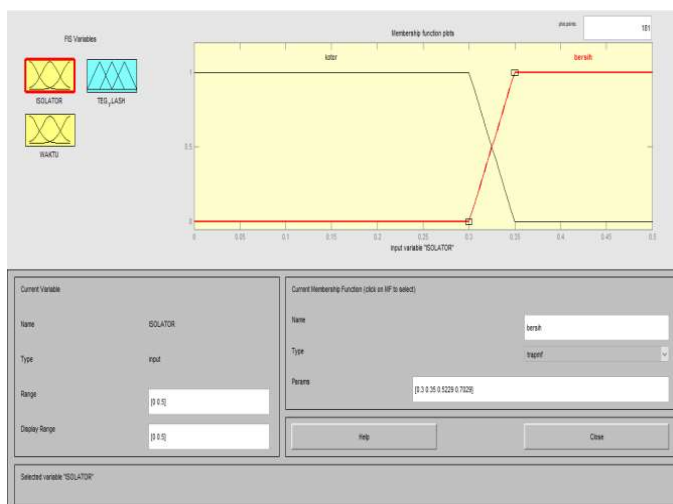 FIS Variables
Membership function plots
plot points:
181
ISOLATOR
TEG_FLASH
WAKTU
kotor
bersih
1
0.5
0
0
0.05
0.1
0.15
0.2
0.25
0.3
0.35
0.4
0.45
0.5
input variable "ISOLATOR"
Current Variable
Name
ISOLATOR
Type
input
Range
[0 0.5]
Display Range
[0 0.5]
Current Membership Function (click on MF to select)
Name
bersih
Type
trapmf
Params
[0.3 0.35 0.5229 0.7029]
Help
Close
Selected variable "ISOLATOR"